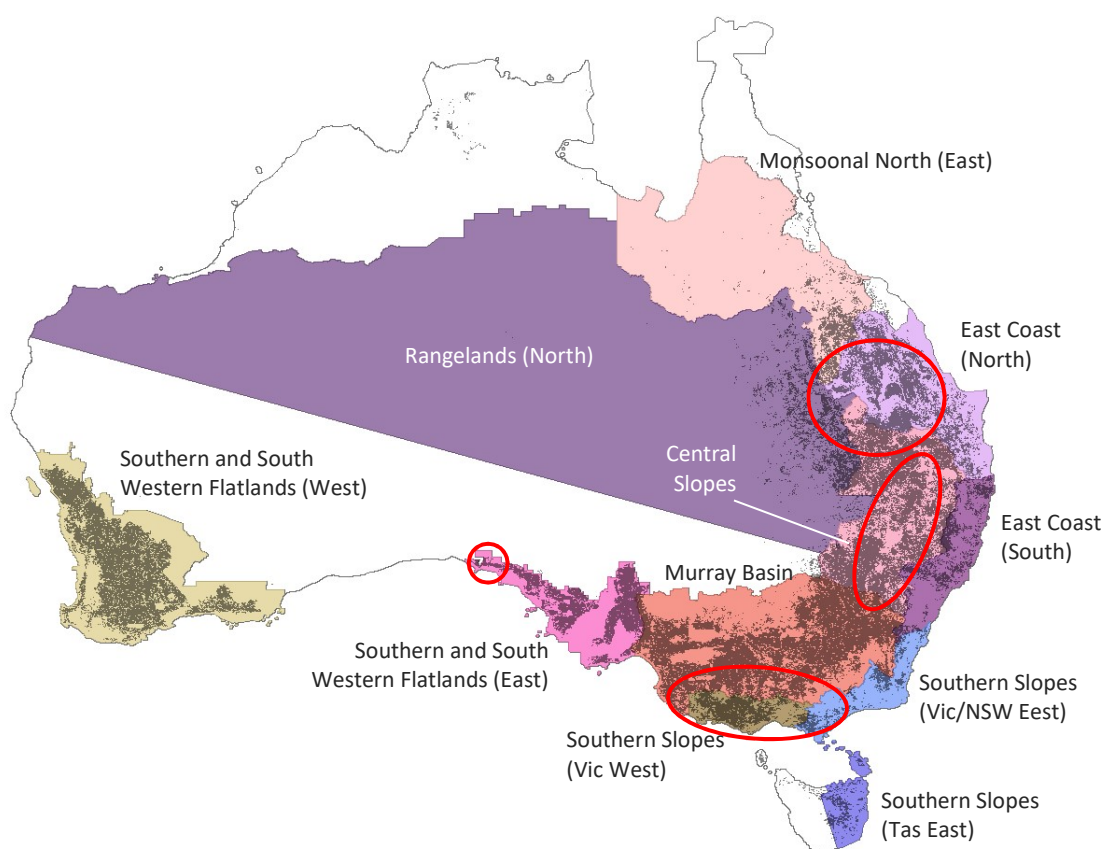 Monsoonal North (East)
East Coast
(North)
Rangelands (North)
Central
Slopes
Southern and South
Western Flatlands (West)
East Coast
(South)
Murray Basin
Southern and South
Western Flatlands (East)
Southern Slopes
(Vic/NSW Eest)
Southern Slopes
(Vic West)
Southern Slopes
(Tas East)